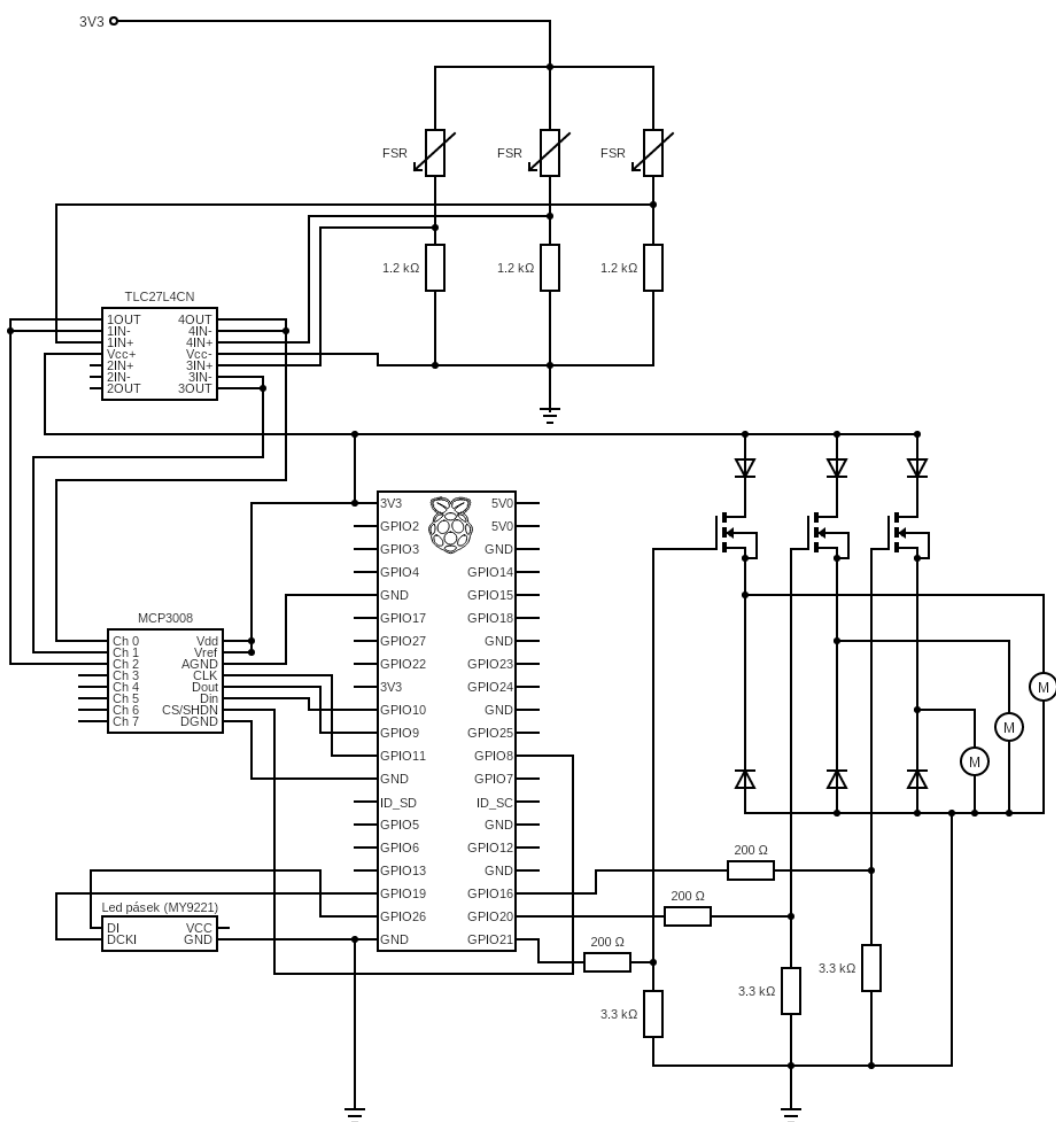 3V3
FSR
FSR
FSR
1.2 kΩ
1.2 kΩ
1.2 kΩ
TLC27L4CN
1OUT 4OUT
1IN- 4IN-
1IN+ 4IN+
Vcc+ Vcc-
2IN+ 3IN+
2IN- 3IN-
2OUT 3OUT
3V3 5V0
GPIO2 5V0
GPIO3 GND
GPIO4 GPIO14
GND GPIO15
GPIO17 GPIO18
GPIO27 GND
GPIO22 GPIO23
3V3 GPIO24
GPIO10 GND
GPIO9 GPIO25
GPIO11 GPIO8
GND GPIO7
ID_SD ID_SC
GPIO5 GND
GPIO6 GPIO12
GPIO13 GND
GPIO19 GPIO16
GPIO26 GPIO20
GND GPIO21
MCP3008
Ch 0 Vdd
Ch 1 Vref
Ch 2 AGND
Ch 3 CLK
Ch 4 Dout
Ch 5 Din
Ch 6 CS/SHDN
Ch 7 DGND
M
M
M
Led pásek (MY9221)
DI VCC
DCKI GND
200 Ω
200 Ω
200 Ω
3.3 kΩ
3.3 kΩ
3.3 kΩ